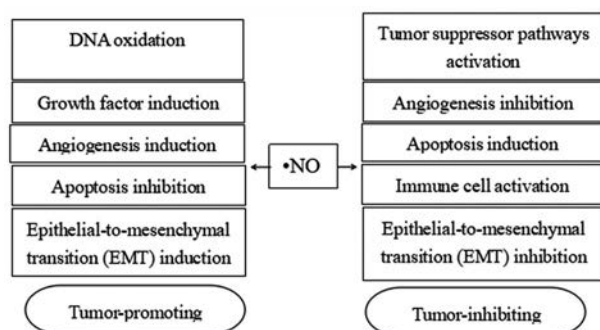 DNA oxidation
Growth factor induction
Angiogenesis induction
Apoptosis inhibition
Epithelial-to-mesenchymal
transition (EMT) induction
Tumor-promoting
•NO
Tumor suppressor pathways
activation
Angiogenesis inhibition
Apoptosis induction
Immune cell activation
Epithelial-to-mesenchymal
transition (EMT) inhibition
Tumor-inhibiting